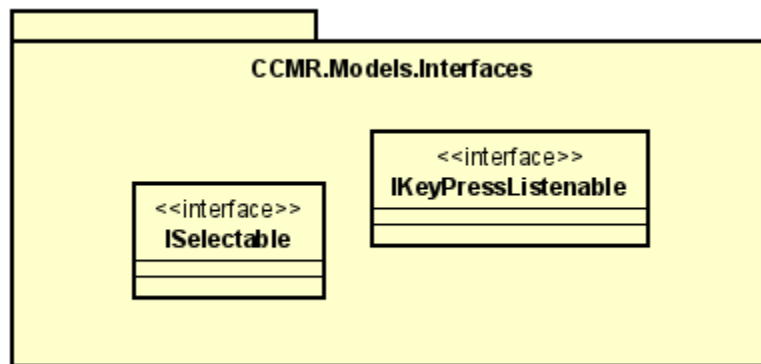 CCMR.Models.Interfaces
<<interface>>
IKeyPressListenable
<<interface>>
ISelectable